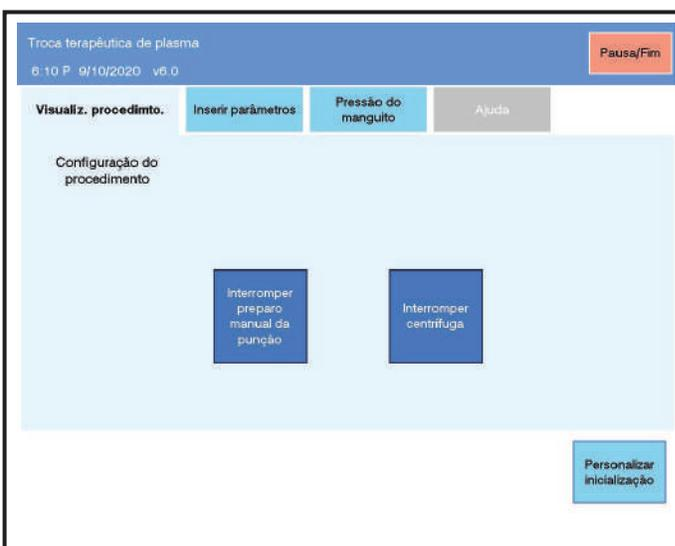 Troca terapêutica de plasma
6:10 P 9/10/2020 v6.0
Pausa/Fim
Visualiz. procedimto.
Inserir parâmetros
Pressão do
manguito
Ajuda
Configuração do
procedimento
Interromper
preparo
manual da
punção
Interromper
centrífuga
Personalizar
inicialização